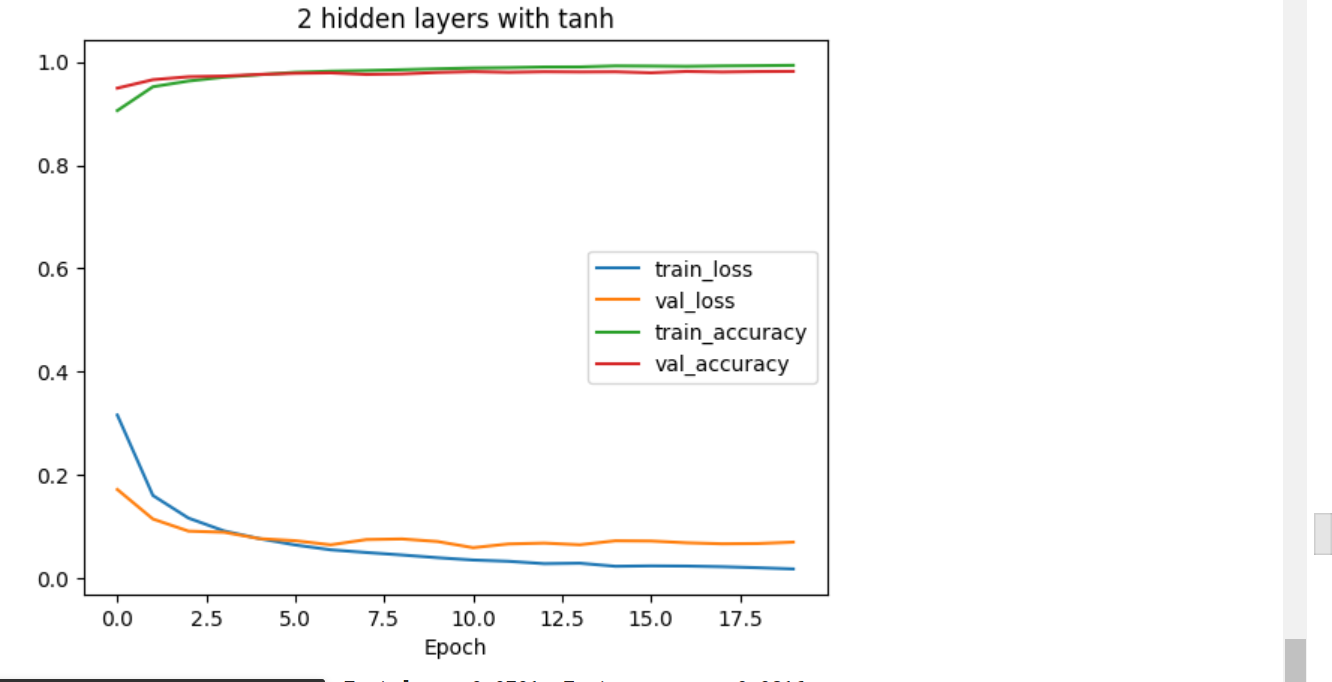 2 hidden layers with tanh
1.0
0.8
0.6
0.4
0.2
0.0
train_loss
val_loss
train_accuracy
val_accuracy
0.0 2.5 5.0 7.5 10.0 12.5 15.0 17.5
Epoch